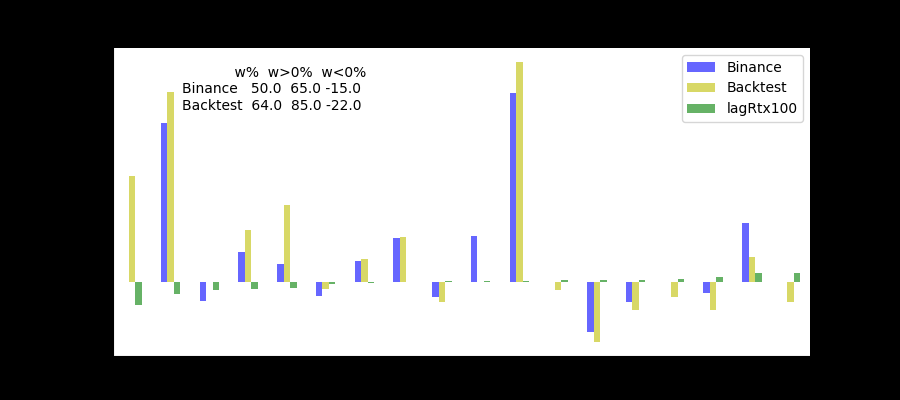 w%  w>0%  w<0%
Binance   50.0  65.0 -15.0
Backtest  64.0  85.0 -22.0
Binance
Backtest
lagRtx100